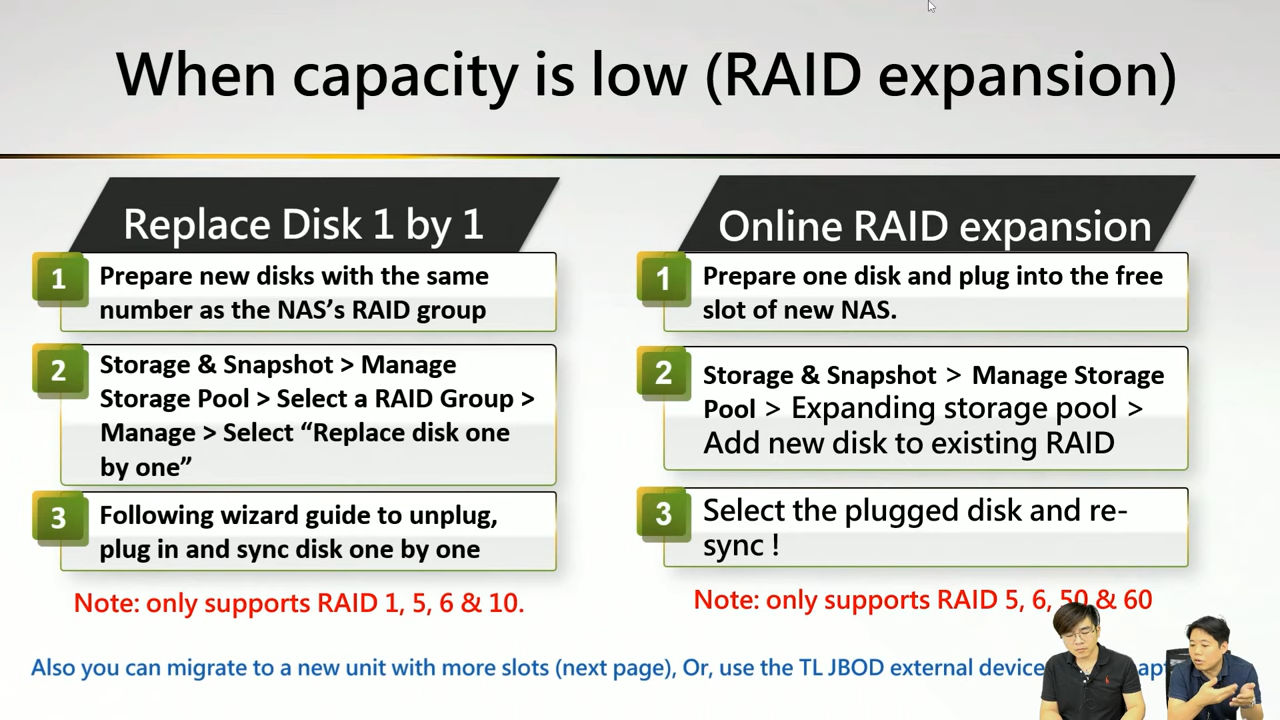 When capacity is low (RAID expansion)
Replace Disk 1 by 1
1
Prepare new disks with the same
number as the NAS’s RAID group
2
Storage & Snapshot > Manage
Storage Pool > Select a RAID Group >
Manage > Select “Replace disk one
by one”
3
Following wizard guide to unplug,
plug in and sync disk one by one
Note: only supports RAID 1, 5, 6 & 10.
Online RAID expansion
1
Prepare one disk and plug into the free
slot of new NAS.
2
Storage & Snapshot > Manage Storage
Pool > Expanding storage pool >
Add new disk to existing RAID
3
Select the plugged disk and re-
sync !
Note: only supports RAID 5, 6, 50 & 60
Also you can migrate to a new unit with more slots (next page), Or, use the TL JBOD external device